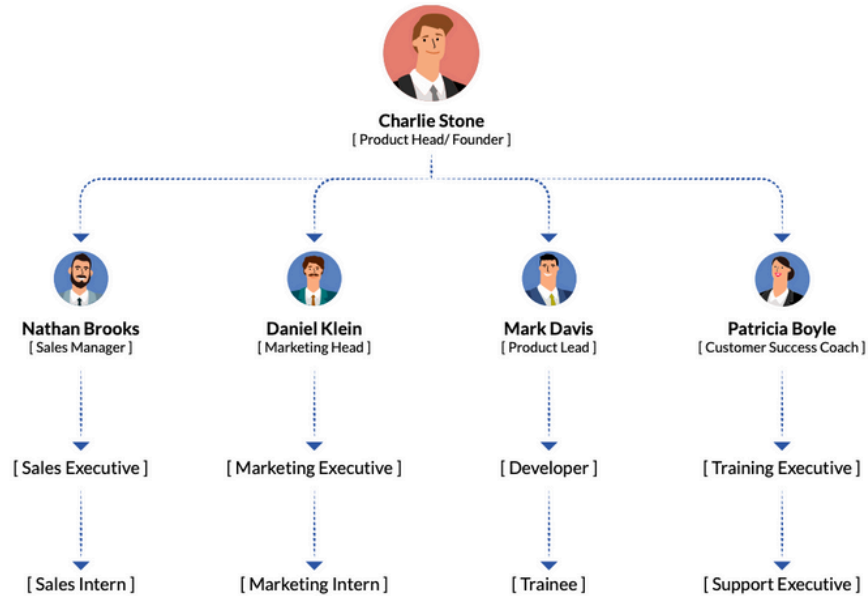 Charlie Stone
[ Product Head/ Founder ]
Nathan Brooks
[ Sales Manager ]
Daniel Klein
[ Marketing Head ]
Mark Davis
[ Product Lead ]
Patricia Boyle
[ Customer Success Coach ]
[ Sales Executive ]
[ Marketing Executive ]
[ Developer ]
[ Training Executive ]
[ Sales Intern ]
[ Marketing Intern ]
[ Trainee ]
[ Support Executive ]